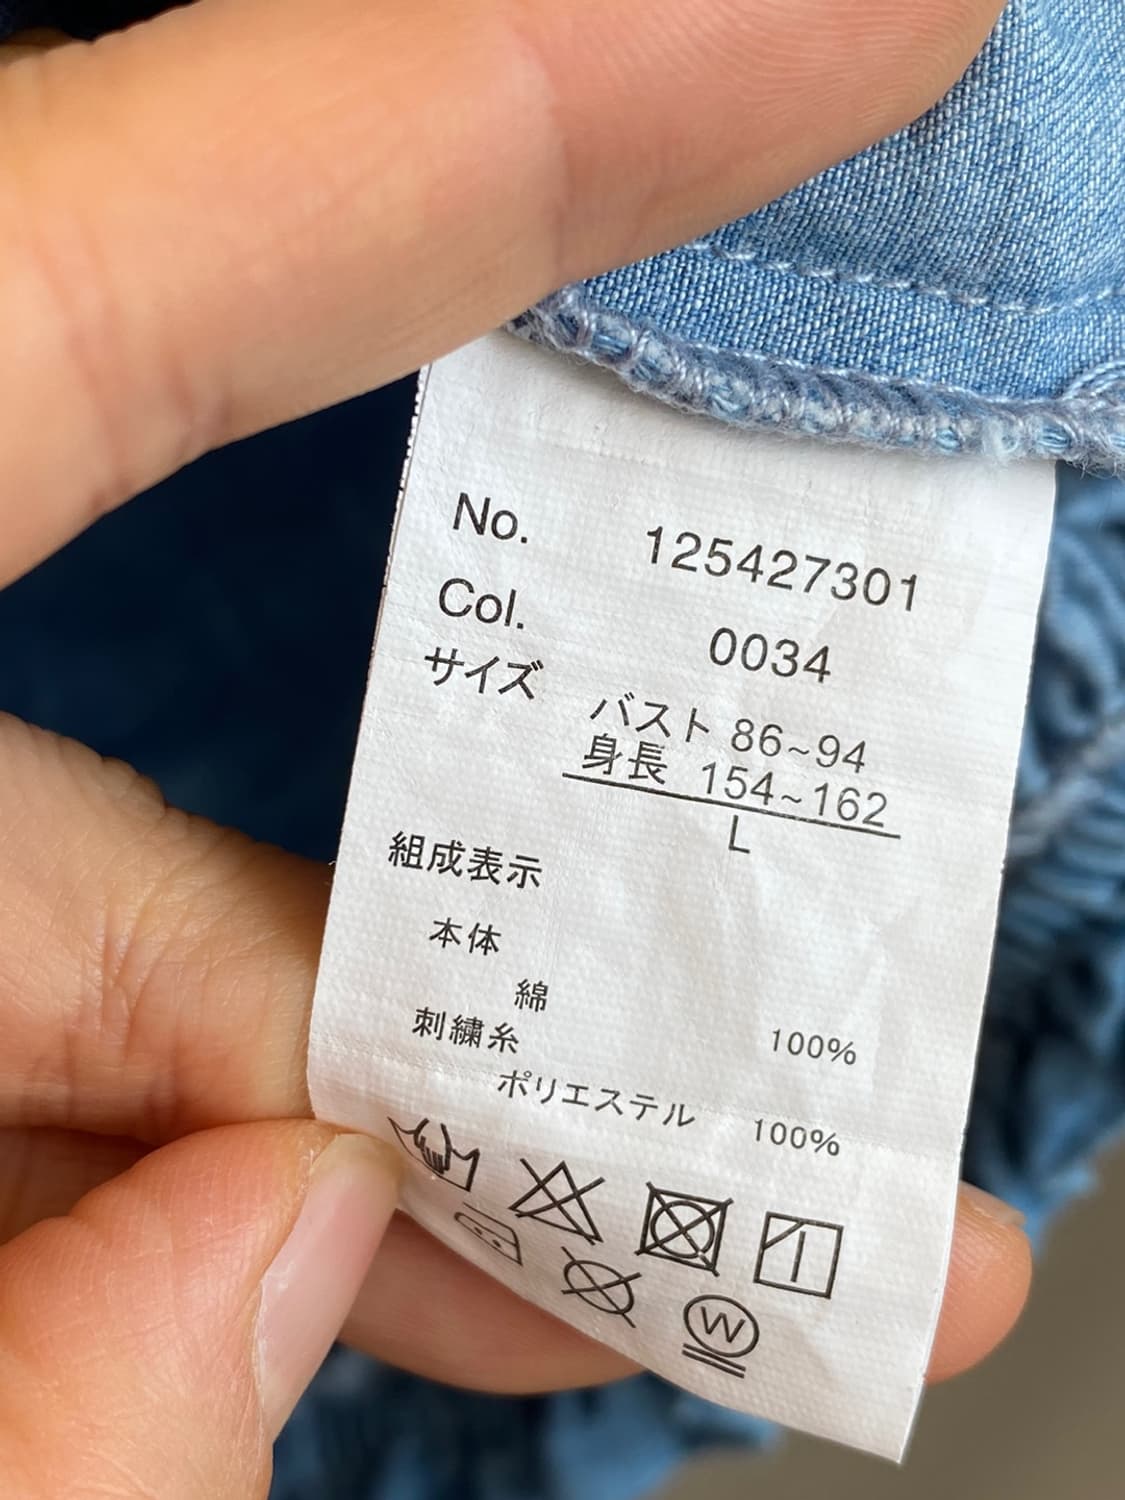 No. 125427301
Col. 0034
サイズ バスト 86~94
身長 154~162
L
組成表示
本体
綿 100%
刺繍糸
ポリエステル 100%
W